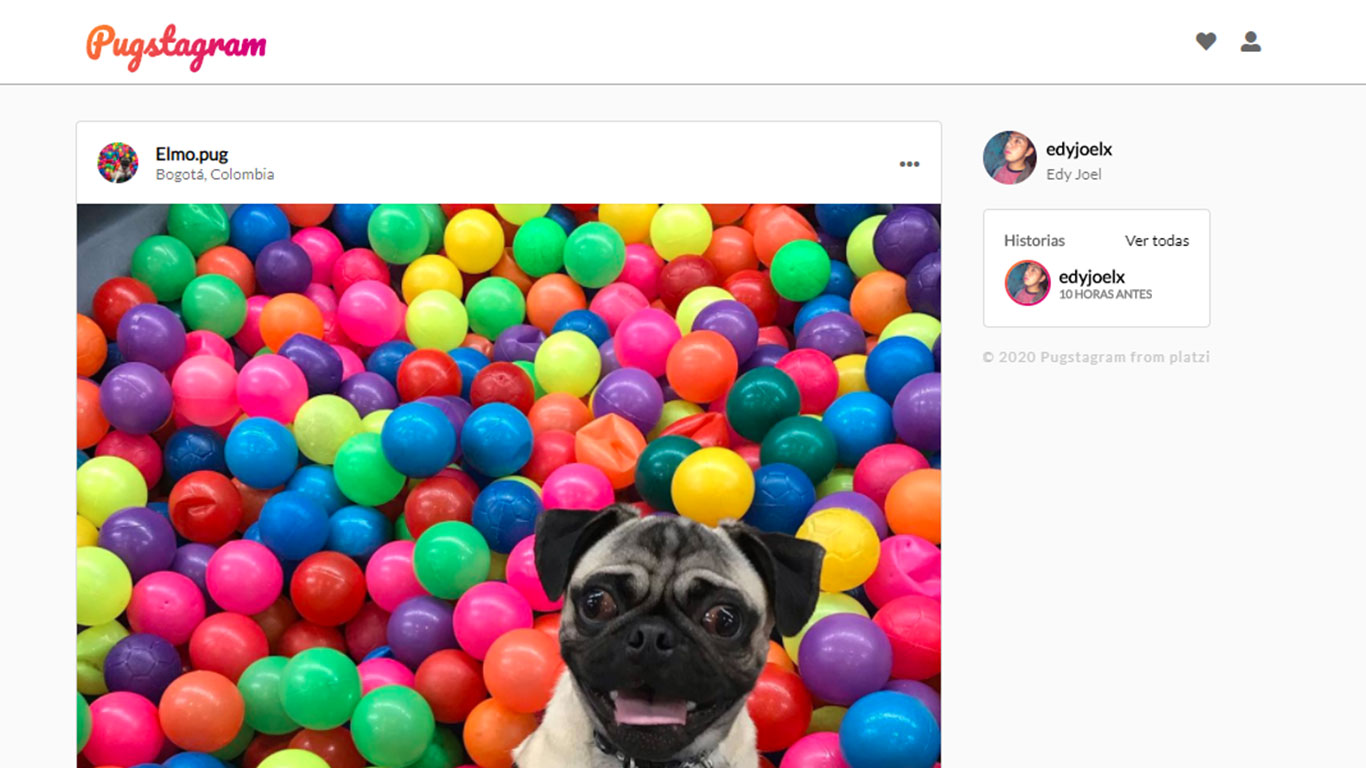 Pugstagram
Elmo.pug
Bogotá, Colombia
edyjoelx
Edy Joel
Historias Ver todas
edyjoelx
10 HORAS ANTES
© 2020 Pugstagram from platzi